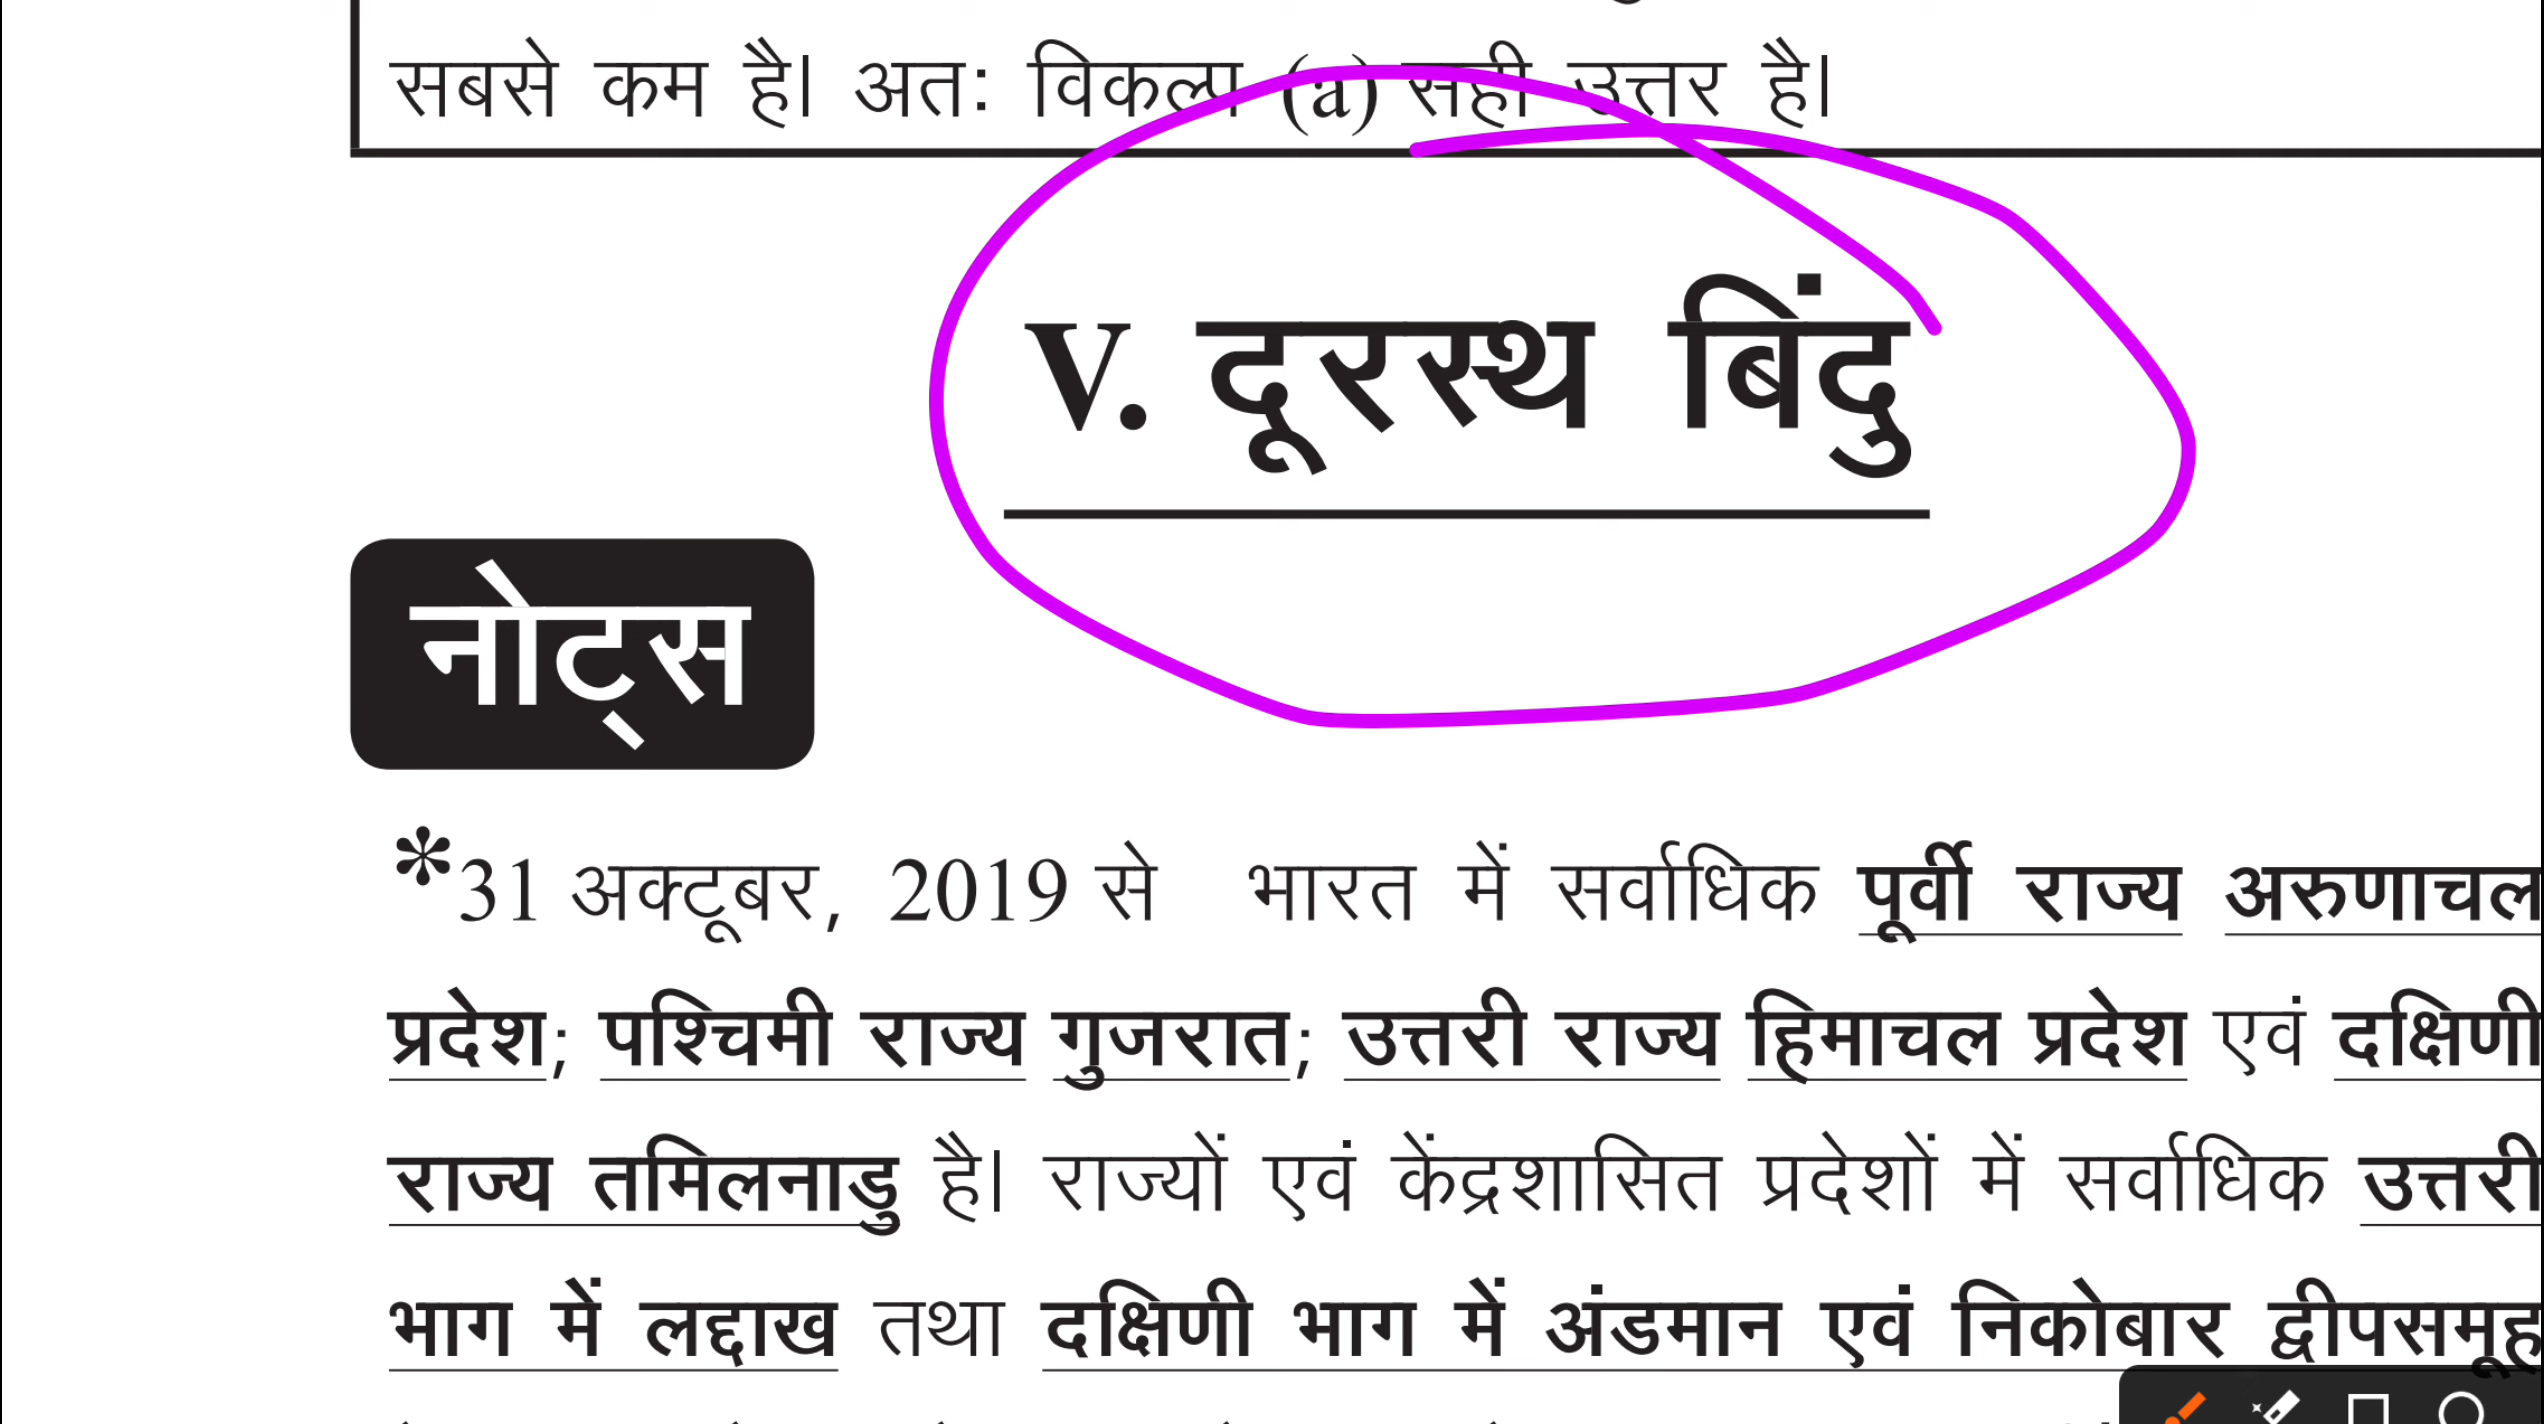 सबसे कम है। अत: विकल्प (a) सही उत्तर है।
V. दूरस्थ बिंदु
नोट्स
*31 अक्टूबर, 2019 से भारत में सर्वाधिक पूर्वी राज्य अरुणाचल
प्रदेश; पश्चिमी राज्य गुजरात; उत्तरी राज्य हिमाचल प्रदेश एवं दक्षिणी
राज्य तमिलनाडु है। राज्यों एवं केंद्रशासित प्रदेशों में सर्वाधिक उत्तरी
भाग में लद्दाख तथा दक्षिणी भाग में अंडमान एवं निकोबार द्वीपसमूह